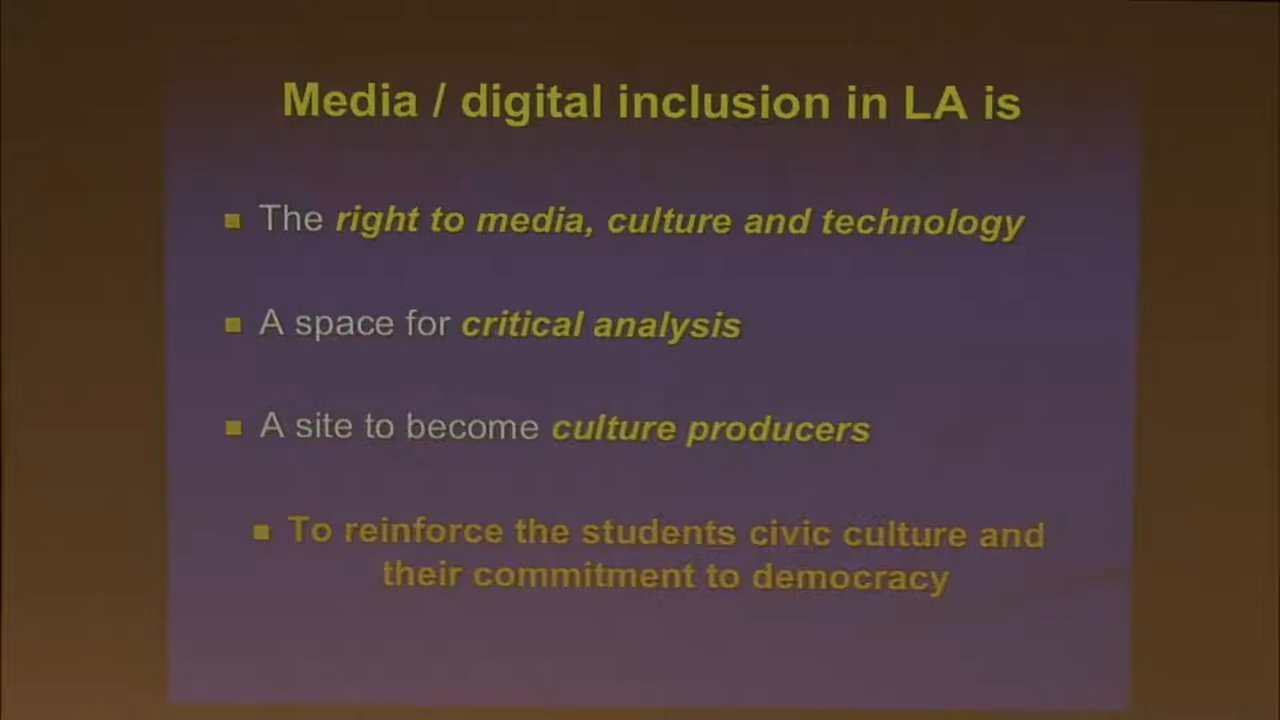 Media / digital inclusion in LA is
▪ The right to media, culture and technology
▪ A space for critical analysis
▪ A site to become culture producers
▪ To reinforce the students civic culture and
their commitment to democracy